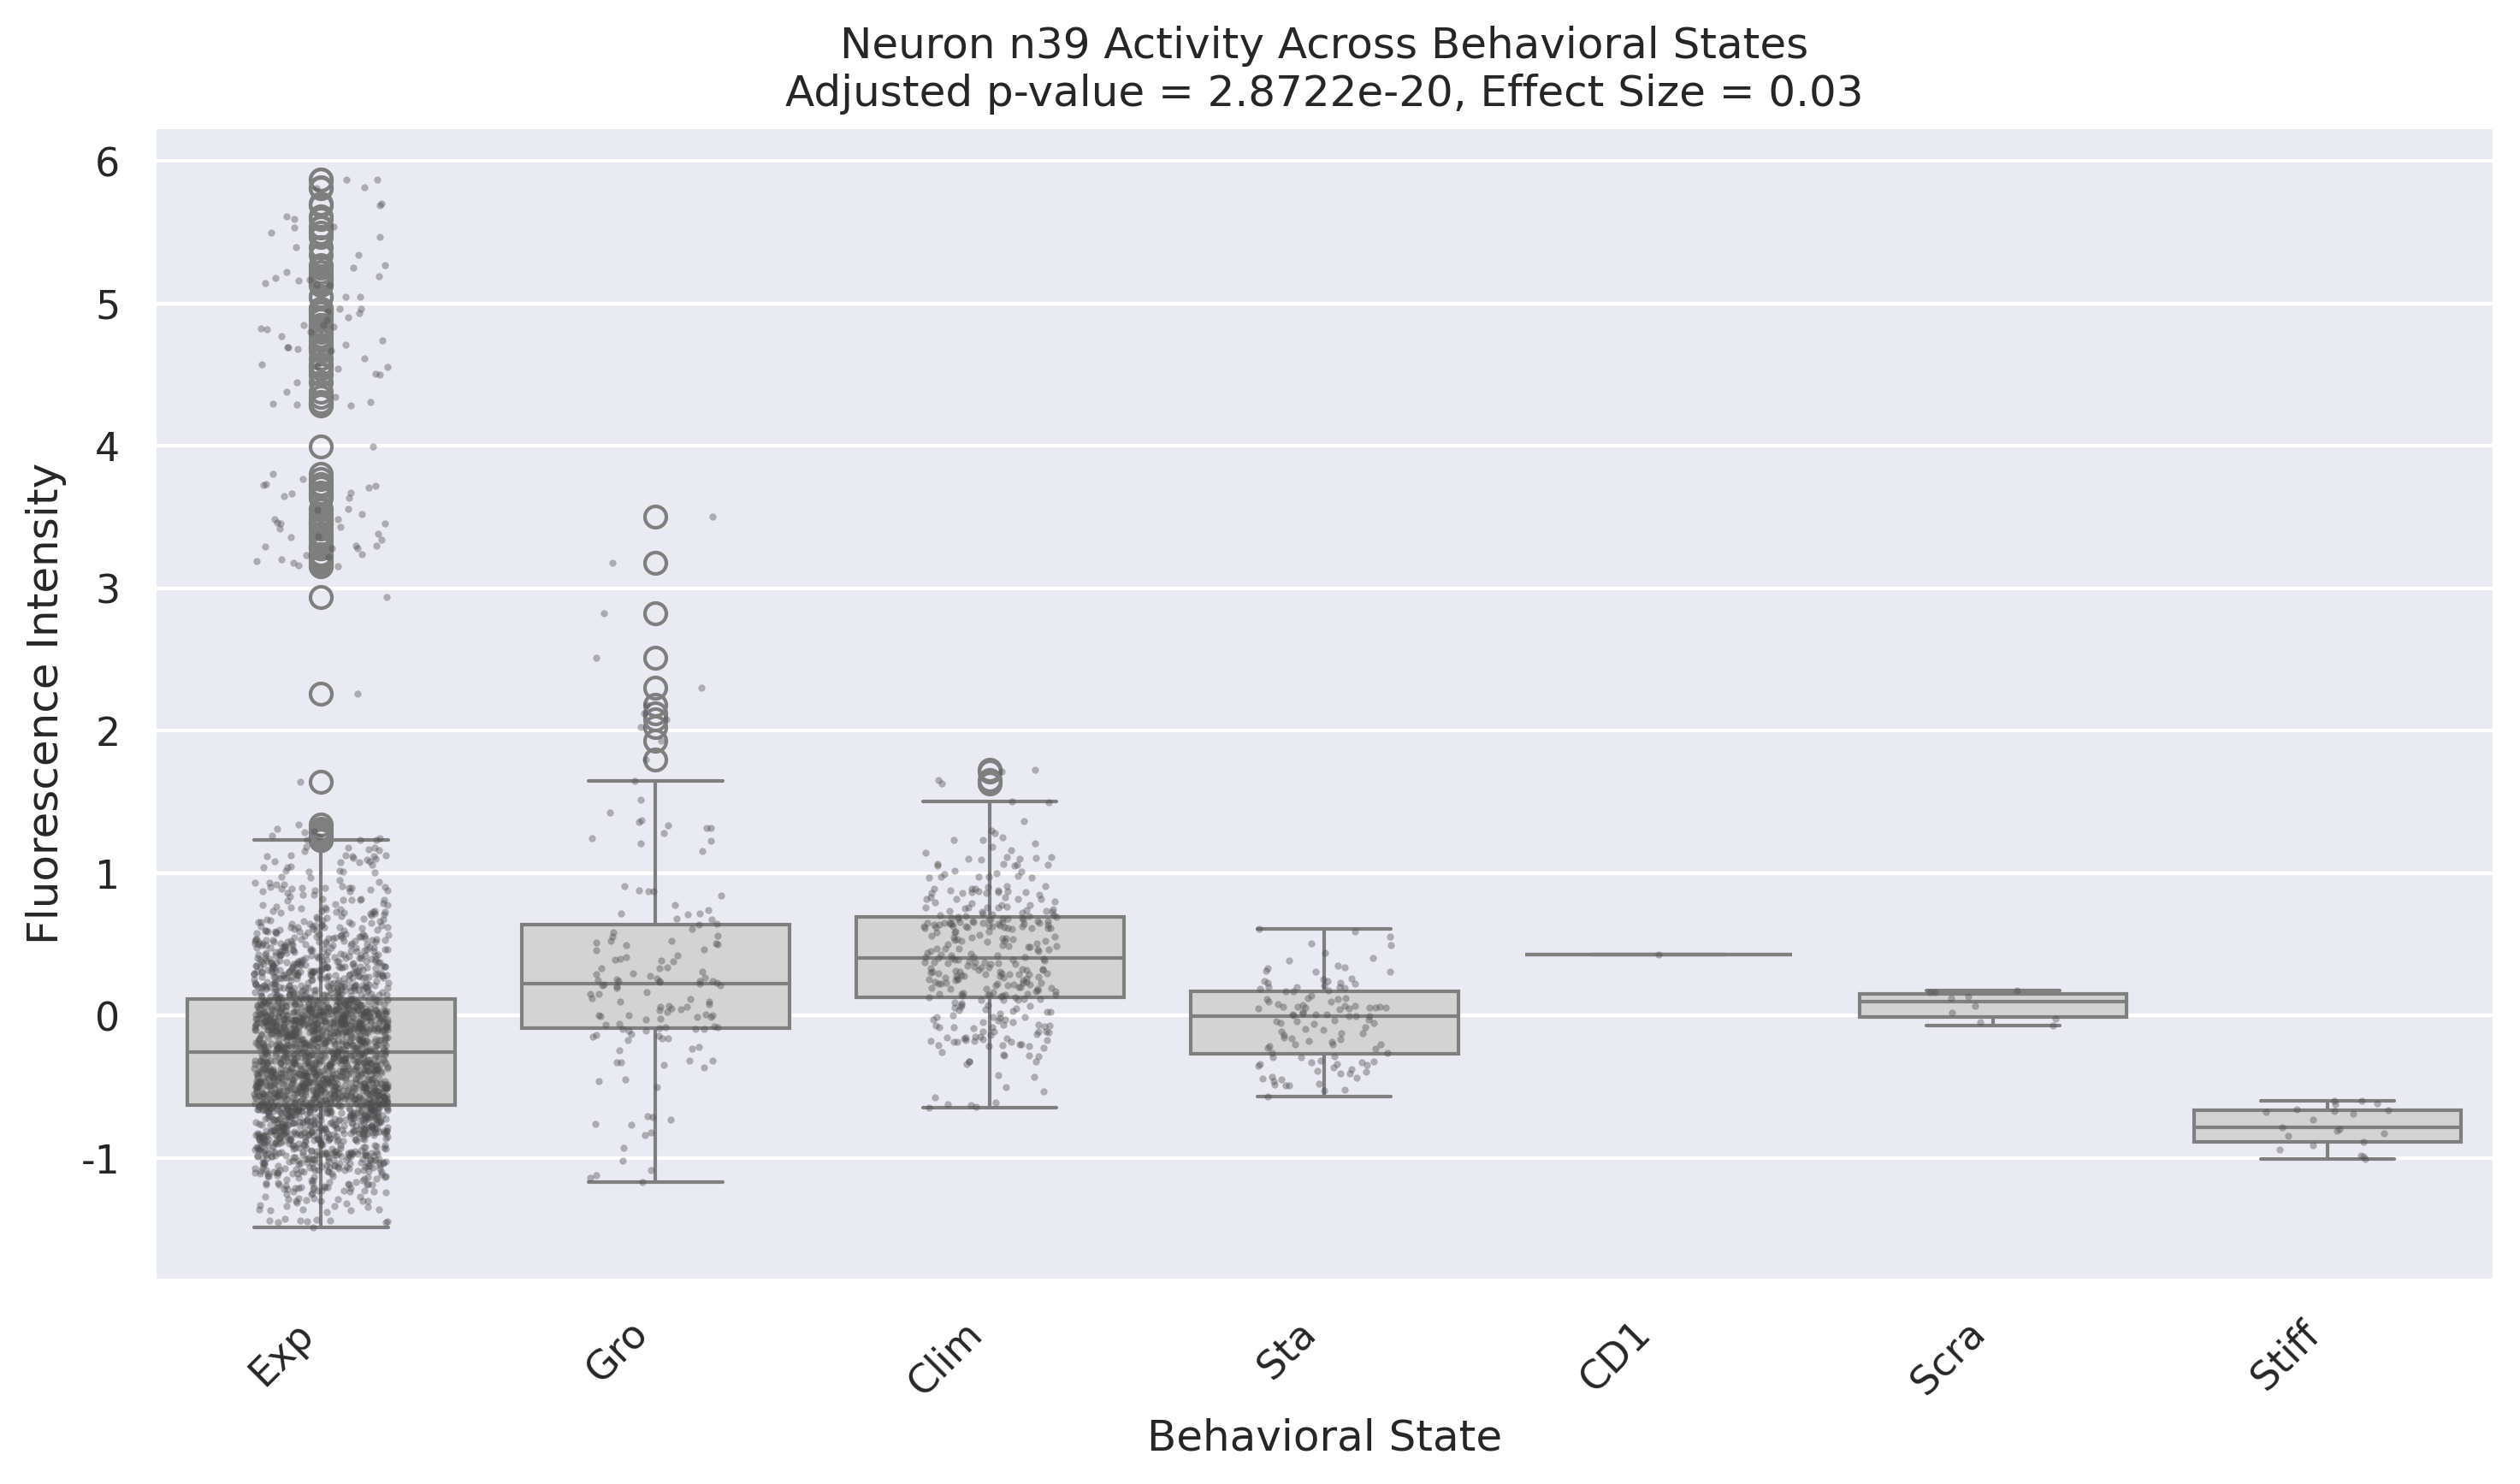 Neuron n39 Activity Across Behavioral States
Adjusted p-value = 2.8722e-20, Effect Size = 0.03
Fluorescence Intensity
6
5
4
3
2
1
0
-1
Exp
Gro
Clim
Sta
CD1
Scra
Stiff
Behavioral State